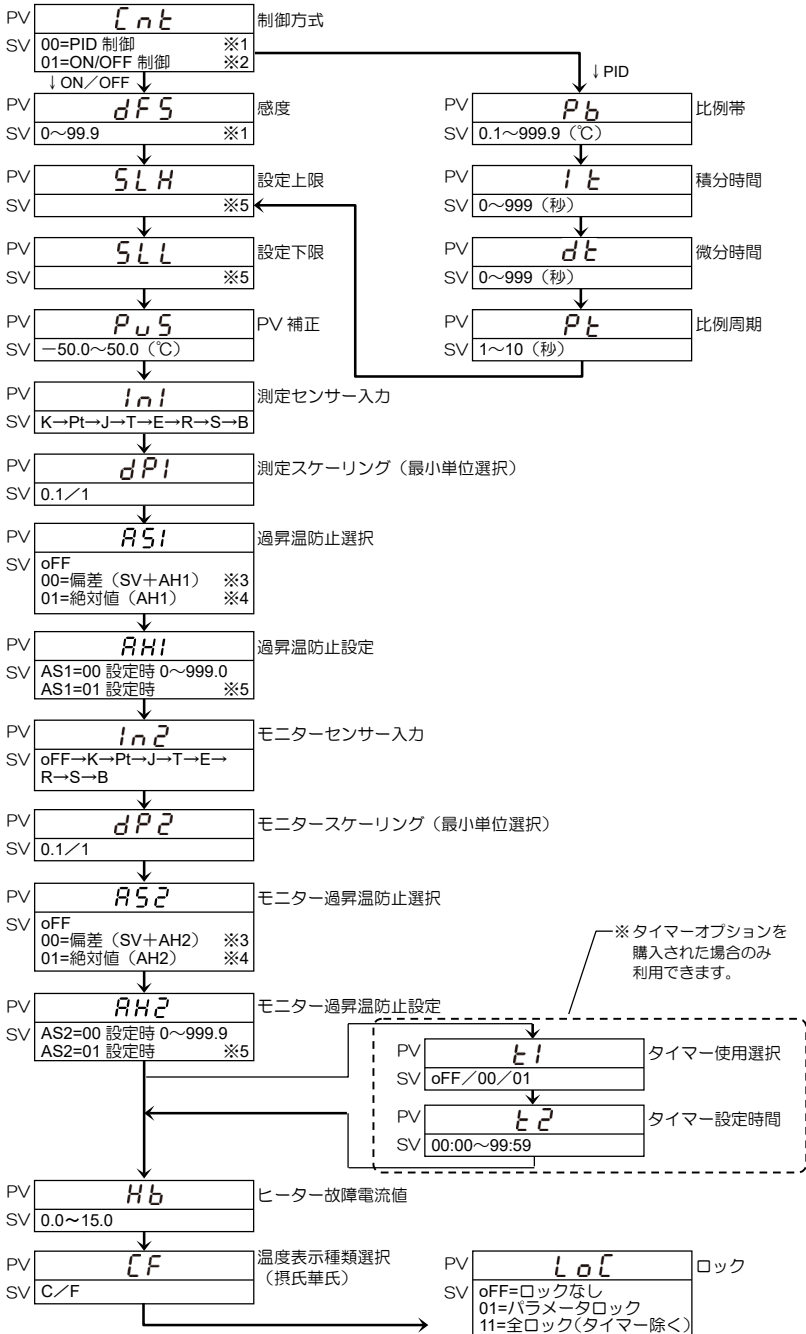 PV Cnt 制御方式
SV 00=PID 制御 ※1
01=ON/OFF 制御 ※2
↓ON／OFF
↓PID
PV dFS 感度
SV 0～99.9 ※1
PV Pb 比例帯
SV 0.1～999.9（℃）
PV SLH 設定上限
SV ※5
PV It 積分時間
SV 0～999（秒）
PV SLL 設定下限
SV ※5
PV dt 微分時間
SV 0～999（秒）
PV PvS PV 補正
SV －50.0～50.0（℃）
PV Pt 比例周期
SV 1～10（秒）
PV In1 測定センサー入力
SV K→Pt→J→T→E→R→S→B
PV dP1 測定スケーリング（最小単位選択）
SV 0.1／1
PV AS1 過昇温防止選択
SV oFF
00=偏差（SV＋AH1） ※3
01=絶対値（AH1） ※4
PV AH1 過昇温防止設定
SV AS1=00 設定時 0～999.0
AS1=01 設定時 ※5
PV In2 モニターセンサー入力
SV oFF→K→Pt→J→T→E→
R→S→B
PV dP2 モニタースケーリング（最小単位選択）
SV 0.1／1
PV AS2 モニター過昇温防止選択
SV oFF
00=偏差（SV＋AH2） ※3
01=絶対値（AH2） ※4
※タイマーオプションを
購入された場合のみ
利用できます。
PV AH2 モニター過昇温防止設定
SV AS2=00 設定時 0～999.9
AS2=01 設定時 ※5
PV t1 タイマー使用選択
SV oFF／00／01
PV t2 タイマー設定時間
SV 00:00～99:59
PV Hb ヒーター故障電流値
SV 0.0～15.0
PV CF 温度表示種類選択
（摂氏華氏）
SV C／F
PV LoC ロック
SV oFF=ロックなし
01=パラメータロック
11=全ロック(タイマー除く)